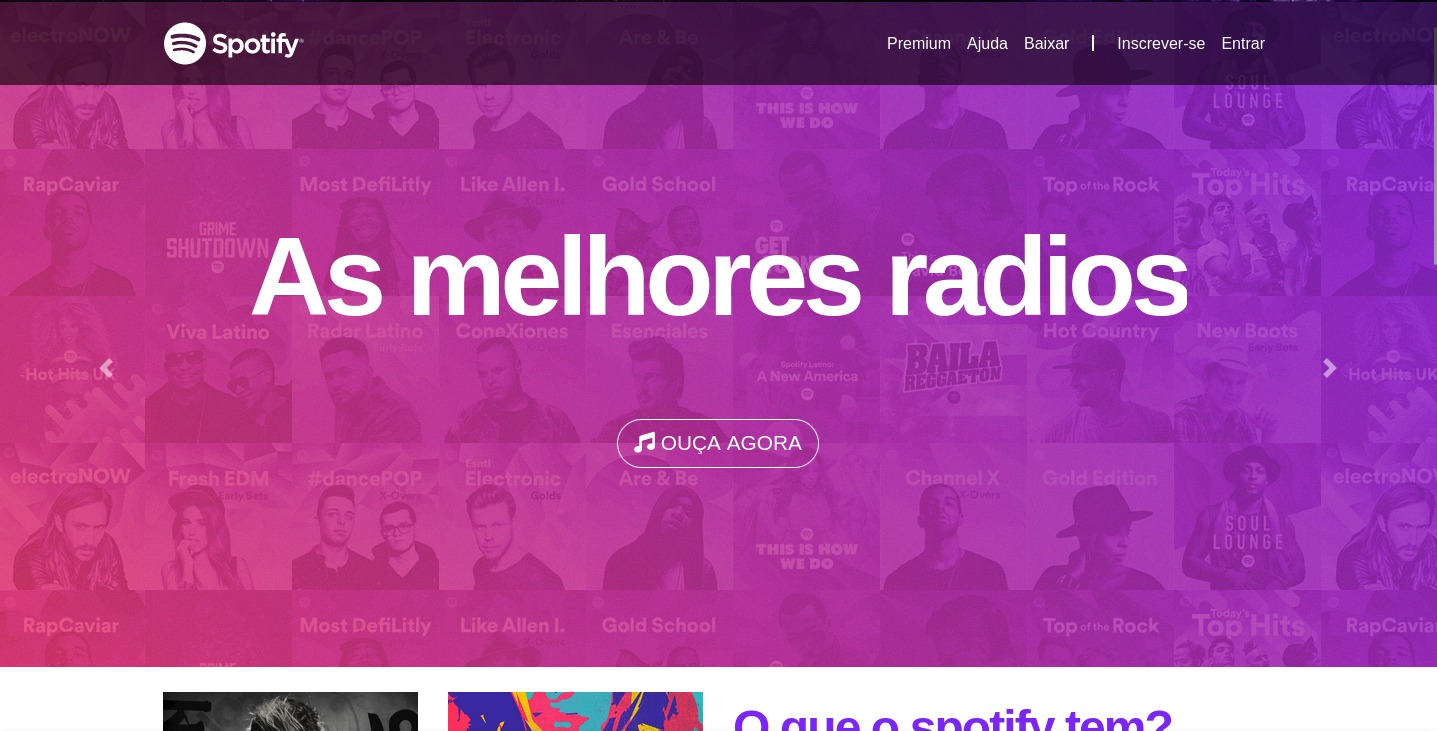 Spotify
Premium Ajuda Baixar | Inscrever-se Entrar
electroNOW #dancePOP Esntl Electronic Are & Be
THIS IS HOW WE DO
SOUL LOUNGE
RapCaviar Most DefiLitly Like Allen I. Gold School Top of the Rock Today's Top Hits RapCaviar
GRIME SHUTDOWN
As melhores radios
Viva Latino Radar Latino Early Bets ConeXiones Esenciales Hot Country New Boots Early Bets
Hot Hits UK
Spotify Latino: A New America
BAILA REGGAETON
Hot Hits UK
OUÇA AGORA
electroNOW Fresh EDM Early Bets #dancePOP X-Overs Esntl Electronic Golds Are & Be Channel X X-Overs Gold Edition electroNOW
THIS IS HOW WE DO
SOUL LOUNGE
RapCaviar Most DefiLitly Like Allen I. Gold School Top of the Rock Today's Top Hits RapCaviar
O que o spotify tem?